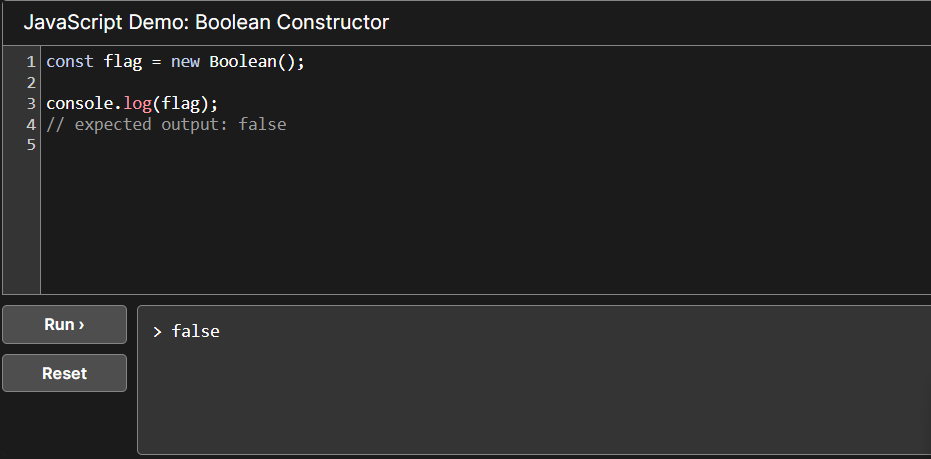 JavaScript Demo: Boolean Constructor
1 const flag = new Boolean();
2
3 console.log(flag);
4 // expected output: false
5
Run ›
> false
Reset